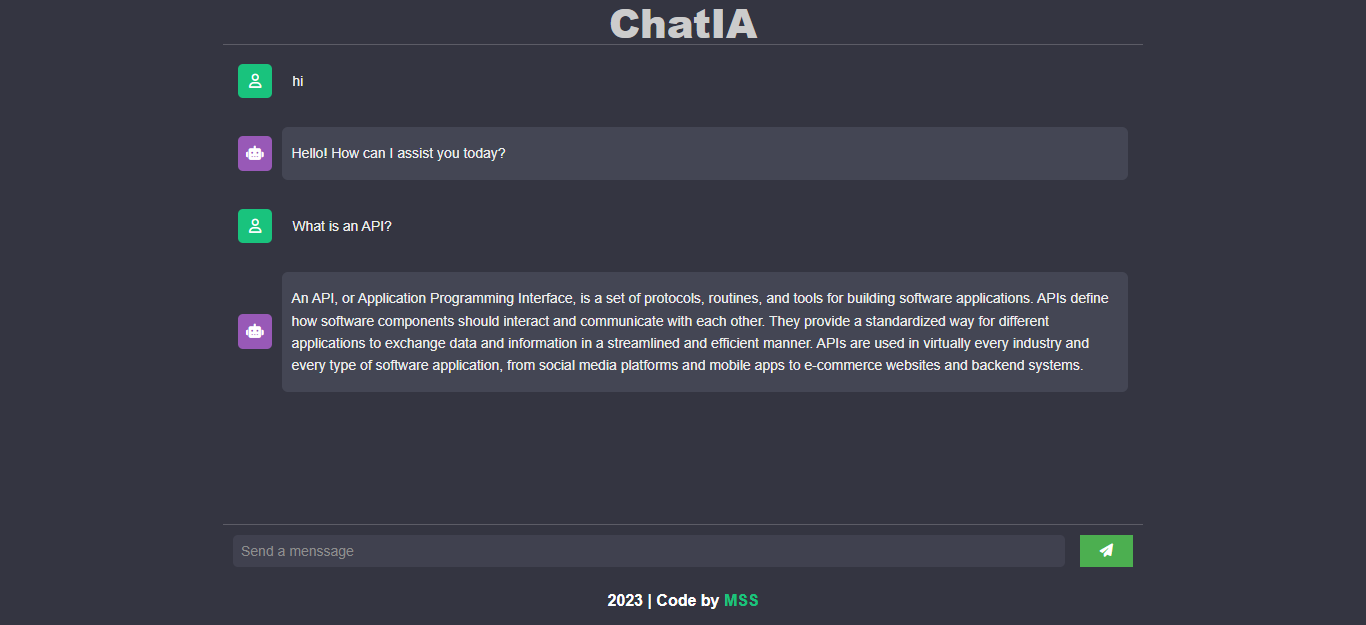 ChatIA
hi
Hello! How can I assist you today?
What is an API?
An API, or Application Programming Interface, is a set of protocols, routines, and tools for building software applications. APIs define
how software components should interact and communicate with each other. They provide a standardized way for different
applications to exchange data and information in a streamlined and efficient manner. APIs are used in virtually every industry and
every type of software application, from social media platforms and mobile apps to e-commerce websites and backend systems.
Send a menssage
2023 | Code by MSS